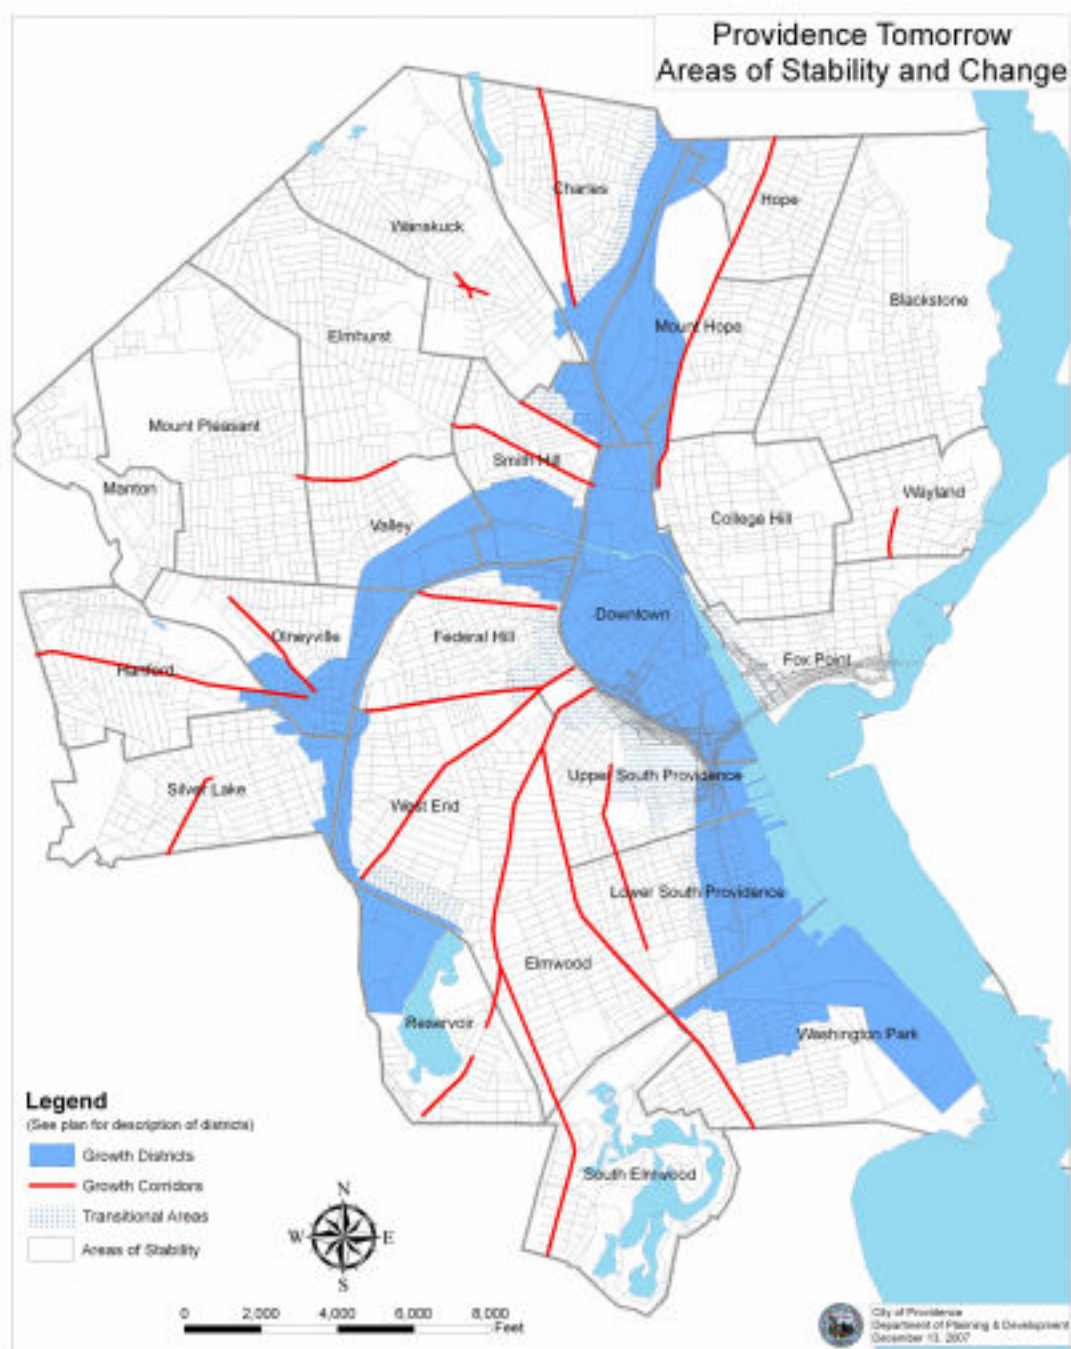 Providence Tomorrow
Areas of Stability and Change
Charles
Hope
Wanskuck
Blackstone
Mount Hope
Elmhurst
Mount Pleasant
Smith Hill
Manton
Wayland
College Hill
Valley
Downtown
Olneyville
Federal Hill
Fox Point
Hartford
Upper South Providence
Silver Lake
West End
Lower South Providence
Elmwood
Reservoir
Washington Park
South Elmwood
Legend
(See plan for description of districts)
Growth Districts
Growth Corridors
Transitional Areas
Areas of Stability
N
W
E
S
0 2,000 4,000 6,000 8,000
Feet
City of Providence
Department of Planning & Development
December 13, 2007